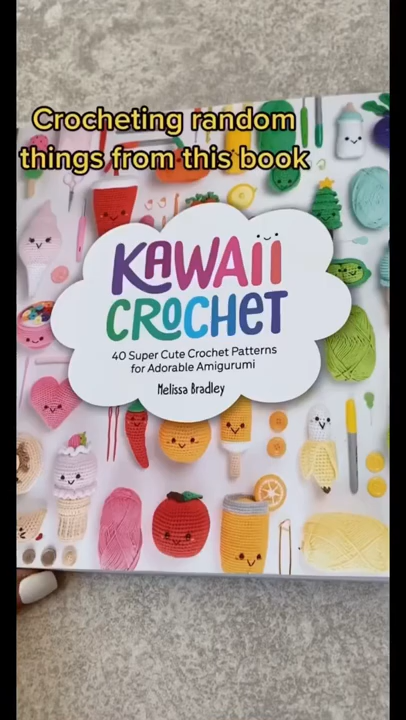 Crocheting random
things from this book
KAWAII
CROCHET
40 Super Cute Crochet Patterns
for Adorable Amigurumi
Melissa Bradley